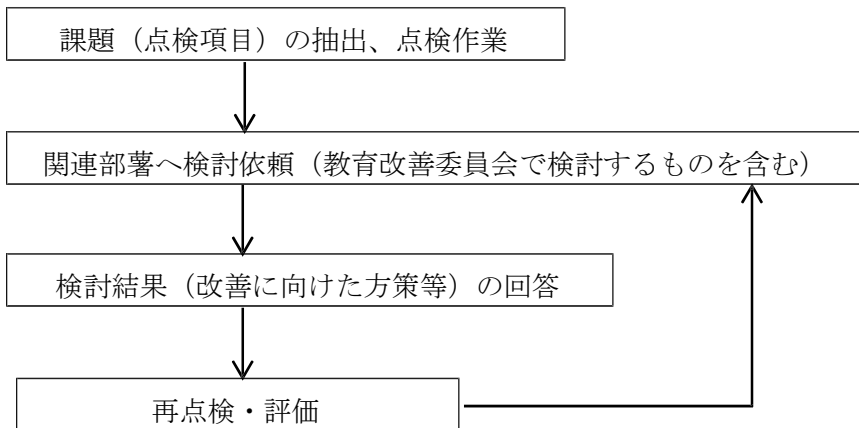 課題（点検項目）の抽出、点検作業
関連部署へ検討依頼（教育改善委員会で検討するものを含む）
検討結果（改善に向けた方策等）の回答
再点検・評価